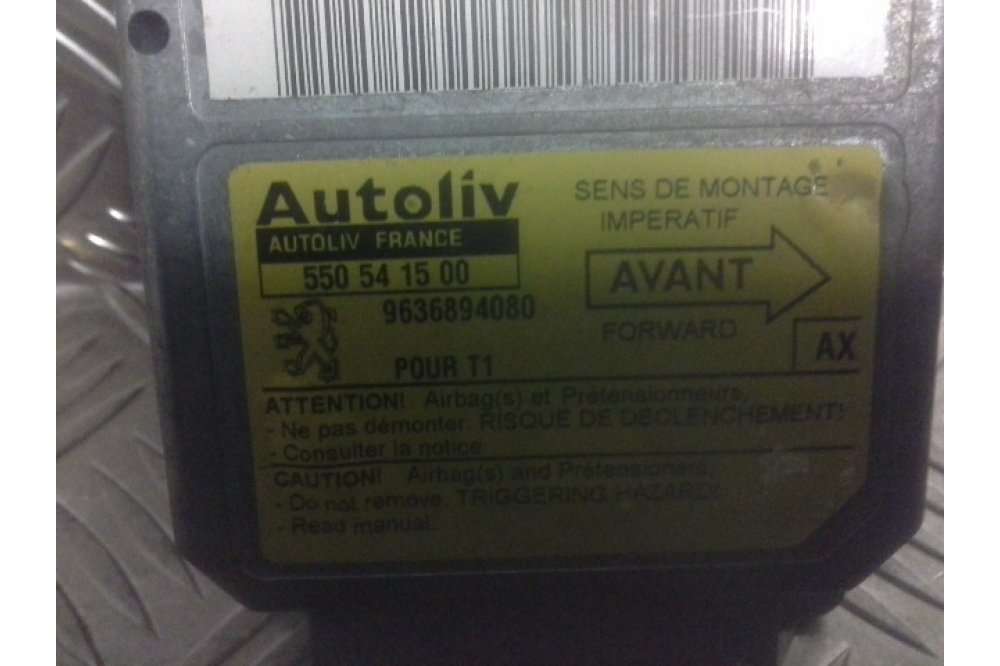 Autoliv
AUTOLIV FRANCE
550 54 15 00
9636894080
POUR T1
SENS DE MONTAGE
IMPERATIF
AVANT
FORWARD
AX
ATTENTION! Airbag(s) et Prétensionneurs,
- Ne pas démonter. RISQUE DE DECLENCHEMENT!
- Consulter la notice
CAUTION! Airbag(s) and Prétensioners,
- Do not remove. TRIGGERING HAZARD!
- Read manual.